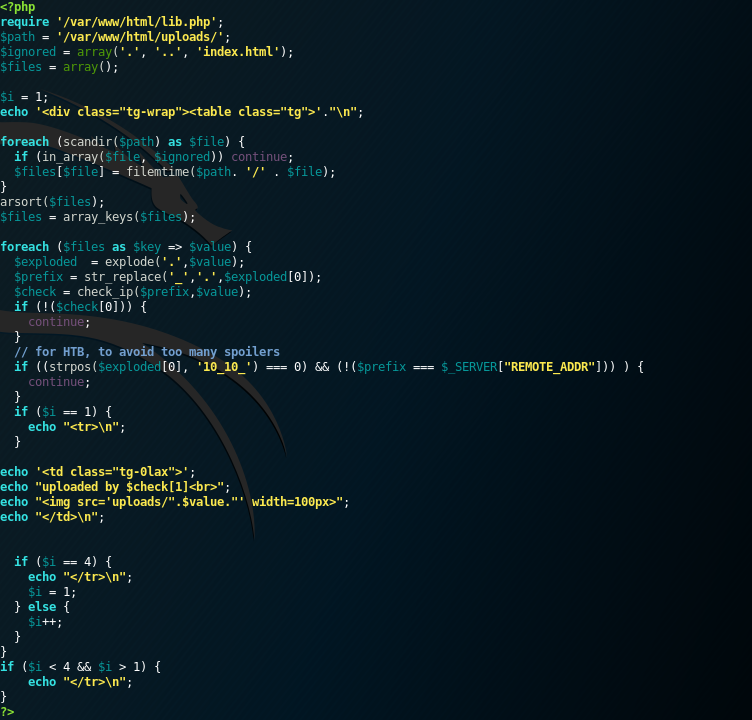 <?php
require '/var/www/html/lib.php';
$path = '/var/www/html/uploads/';
$ignored = array('.', '..', 'index.html');
$files = array();

$i = 1;
echo '<div class="tg-wrap"><table class="tg">'."\n";

foreach (scandir($path) as $file) {
  if (in_array($file, $ignored)) continue;
  $files[$file] = filemtime($path. '/' . $file);
}
arsort($files);
$files = array_keys($files);

foreach ($files as $key => $value) {
  $exploded  = explode('.',$value);
  $prefix = str_replace('_','.',$exploded[0]);
  $check = check_ip($prefix,$value);
  if (!($check[0])) {
    continue;
  }
  // for HTB, to avoid too many spoilers
  if ((strpos($exploded[0], '10_10_') === 0) && (!($prefix === $_SERVER["REMOTE_ADDR"])) ) {
    continue;
  }
  if ($i == 1) {
    echo "<tr>\n";
  }

echo '<td class="tg-0lax">';
echo "uploaded by $check[1]<br>";
echo "<img src='uploads/".$value."' width=100px>";
echo "</td>\n";


  if ($i == 4) {
    echo "</tr>\n";
    $i = 1;
  } else {
    $i++;
  }
}
if ($i < 4 && $i > 1) {
    echo "</tr>\n";
}
?>